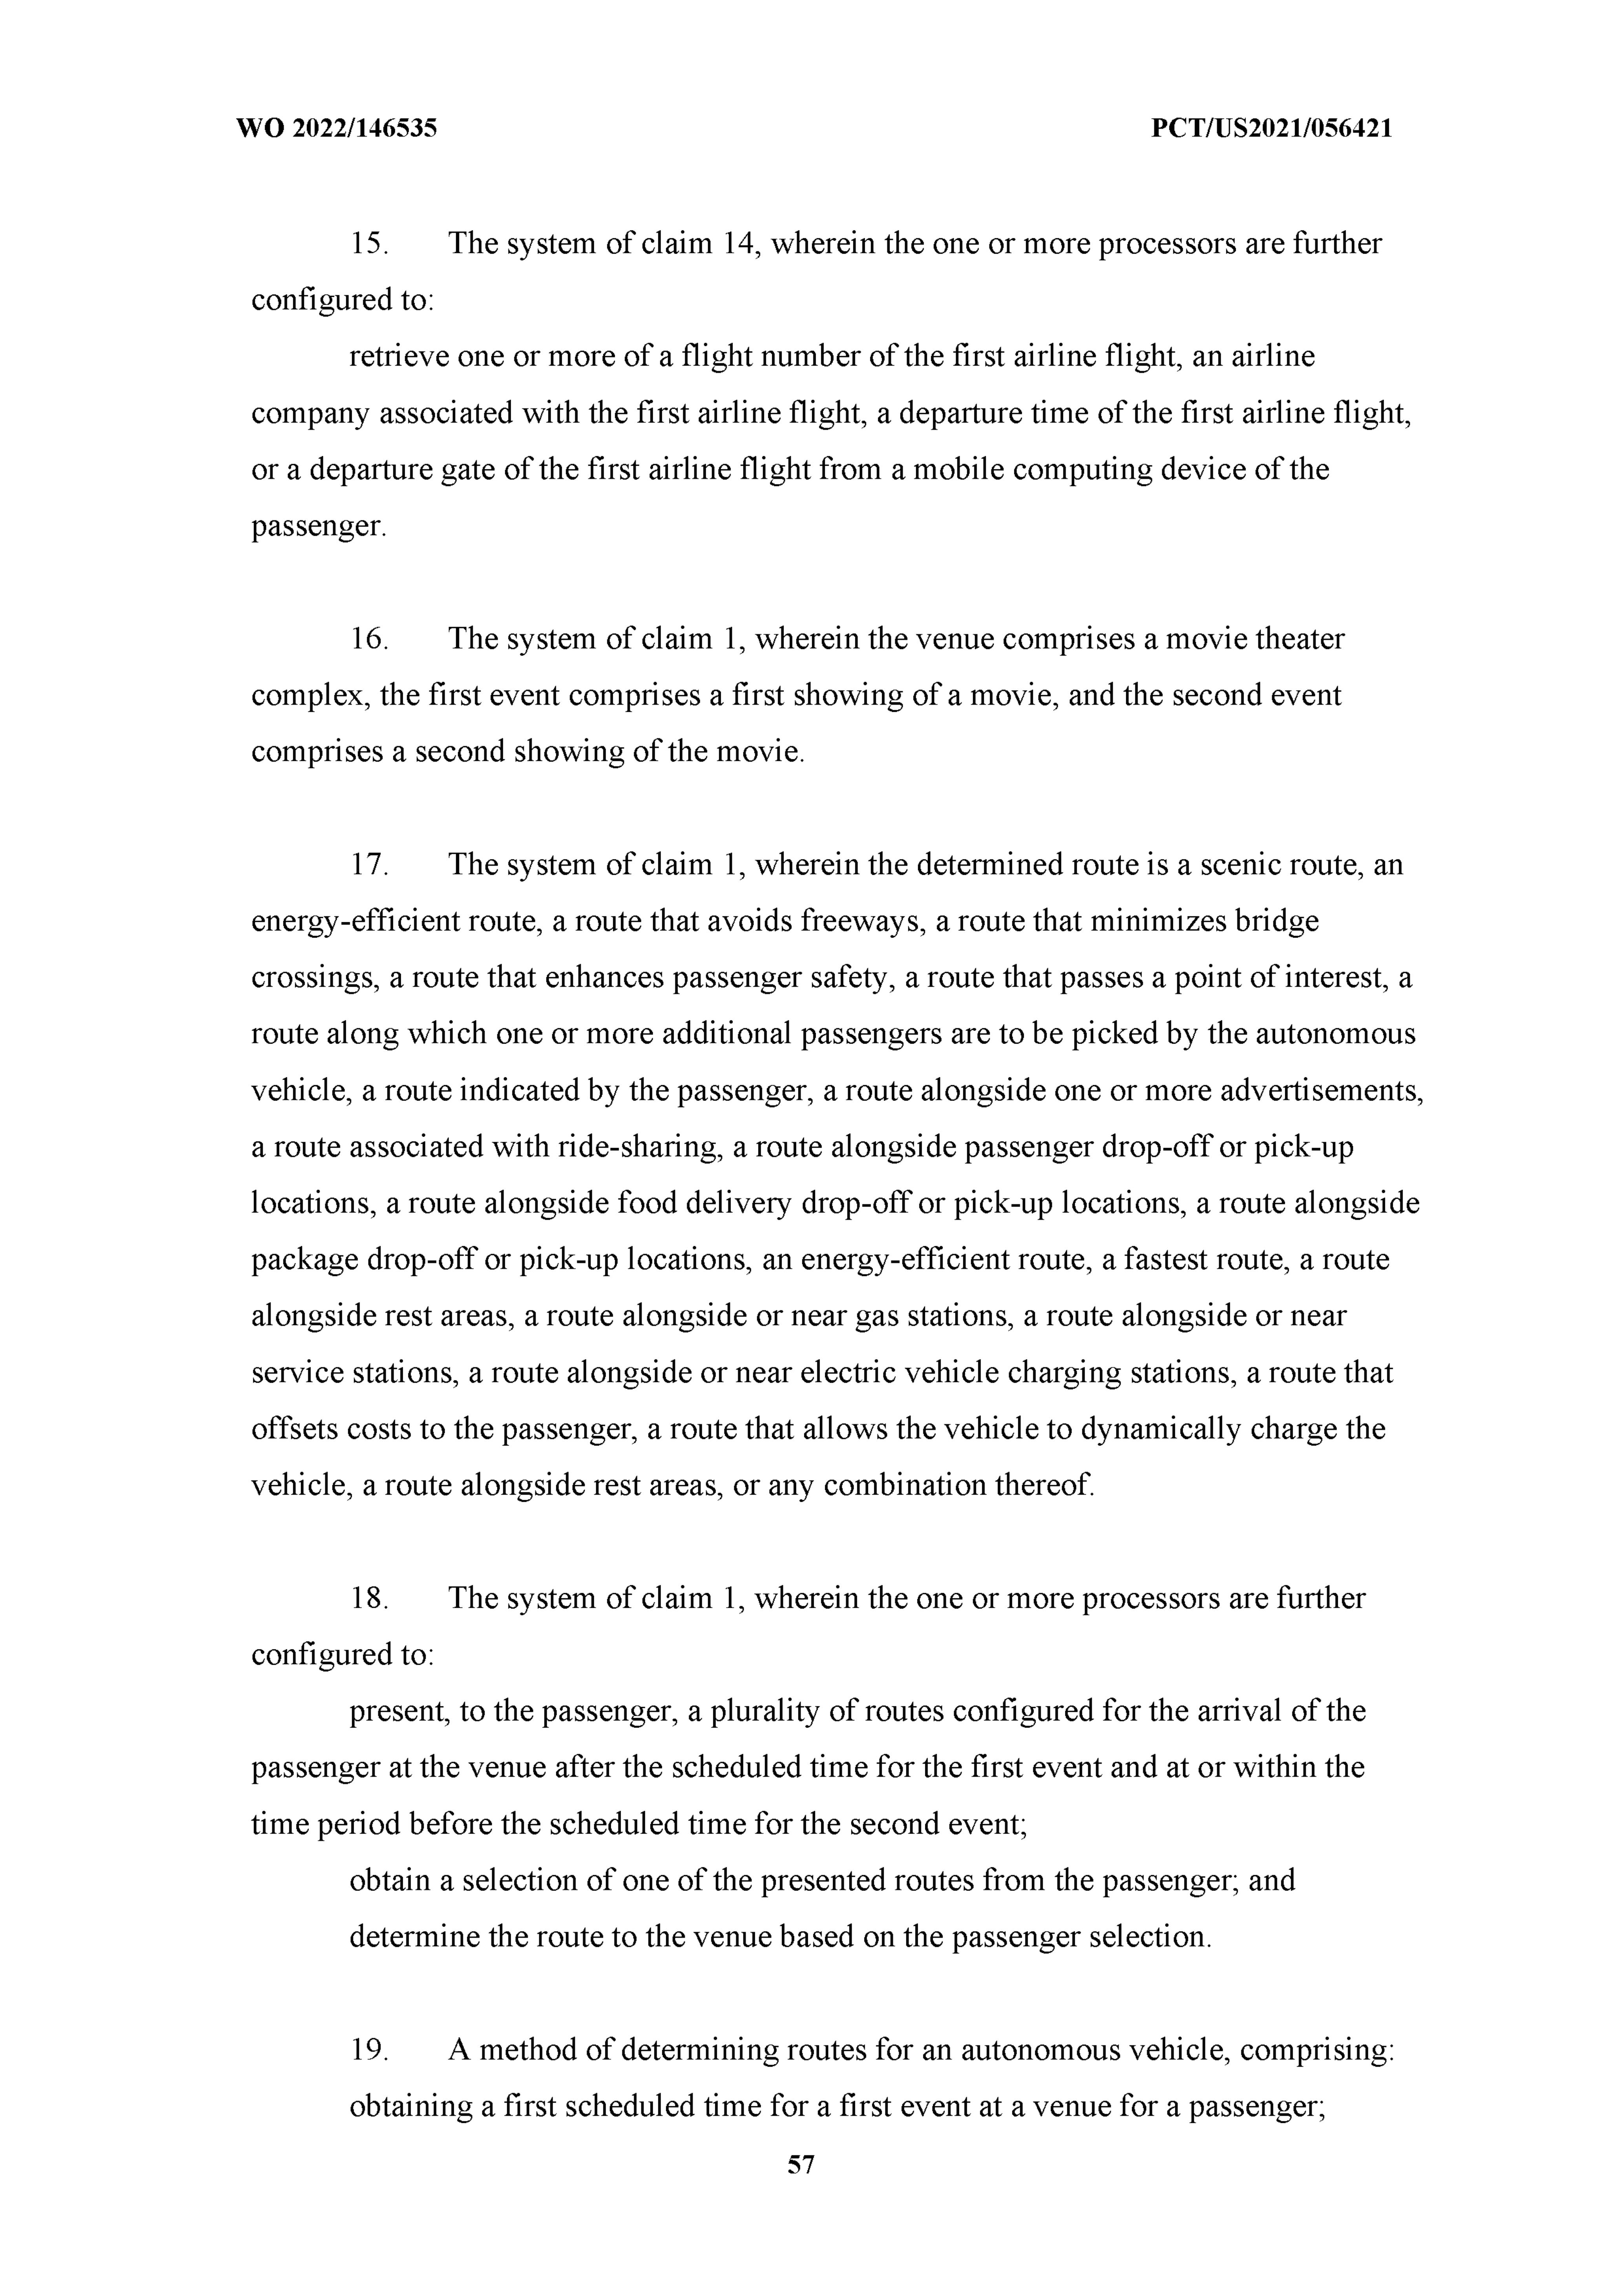 WO 2022/146535 PCT/US2021/056421
15. The system of claim 14, wherein the one or more processors are further
configured to:
retrieve one or more of a flight number of the first airline flight, an airline
company associated with the first airline flight, a departure time of the first airline flight,
or a departure gate of the first airline flight from a mobile computing device of the
passenger.
16. The system of claim 1, wherein the venue comprises a movie theater
complex, the first event comprises a first showing of a movie, and the second event
comprises a second showing of the movie.
17. The system of claim 1, wherein the determined route is a scenic route, an
energy-efficient route, a route that avoids freeways, a route that minimizes bridge
crossings, a route that enhances passenger safety, a route that passes a point of interest, a
route along which one or more additional passengers are to be picked by the autonomous
vehicle, a route indicated by the passenger, a route alongside one or more advertisements,
a route associated with ride-sharing, a route alongside passenger drop-off or pick-up
locations, a route alongside food delivery drop-off or pick-up locations, a route alongside
package drop-off or pick-up locations, an energy-efficient route, a fastest route, a route
alongside rest areas, a route alongside or near gas stations, a route alongside or near
service stations, a route alongside or near electric vehicle charging stations, a route that
offsets costs to the passenger, a route that allows the vehicle to dynamically charge the
vehicle, a route alongside rest areas, or any combination thereof.
18. The system of claim 1, wherein the one or more processors are further
configured to:
present, to the passenger, a plurality of routes configured for the arrival of the
passenger at the venue after the scheduled time for the first event and at or within the
time period before the scheduled time for the second event;
obtain a selection of one of the presented routes from the passenger; and
determine the route to the venue based on the passenger selection.
19. A method of determining routes for an autonomous vehicle, comprising:
obtaining a first scheduled time for a first event at a venue for a passenger;
57